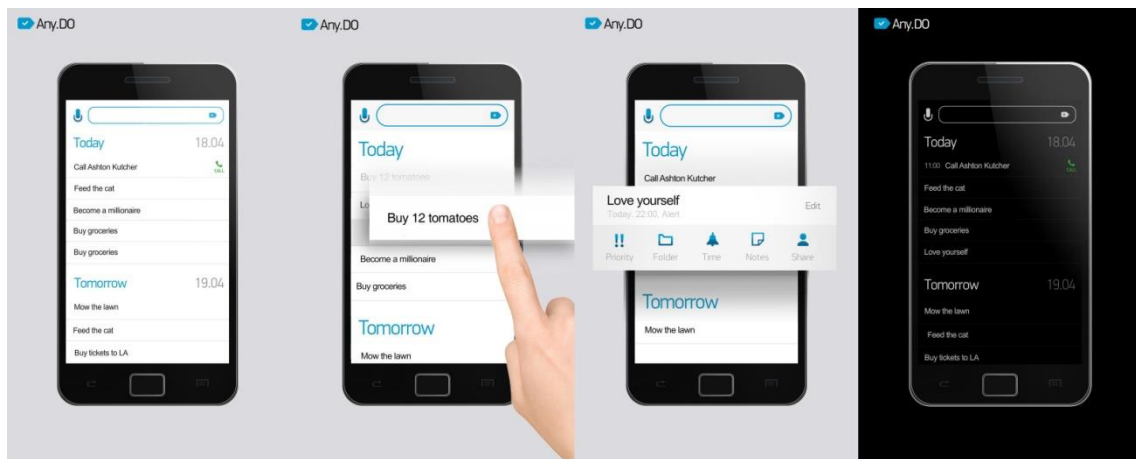 Any.DO
Today 18.04
Call Ashton Kutcher CALL
Feed the cat
Become a millionaire
Buy groceries
Buy groceries
Tomorrow 19.04
Mow the lawn
Feed the cat
Buy tickets to LA
Any.DO
Today
Buy 12 tomatoes
Lo
Buy 12 tomatoes
Become a millionaire
Buy groceries
Tomorrow
Mow the lawn
Any.DO
Today
Call Ashton Kutcher
Love yourself
Today, 22:00, Alert
Edit
!!
Priority Folder Time Notes Share
Tomorrow
Mow the lawn
Any.DO
Today 18.04
11:00 Call Ashton Kutcher CALL
Feed the cat
Become a millionaire
Buy groceries
Love yourself
Tomorrow 19.04
Mow the lawn
Feed the cat
Buy tickets to LA